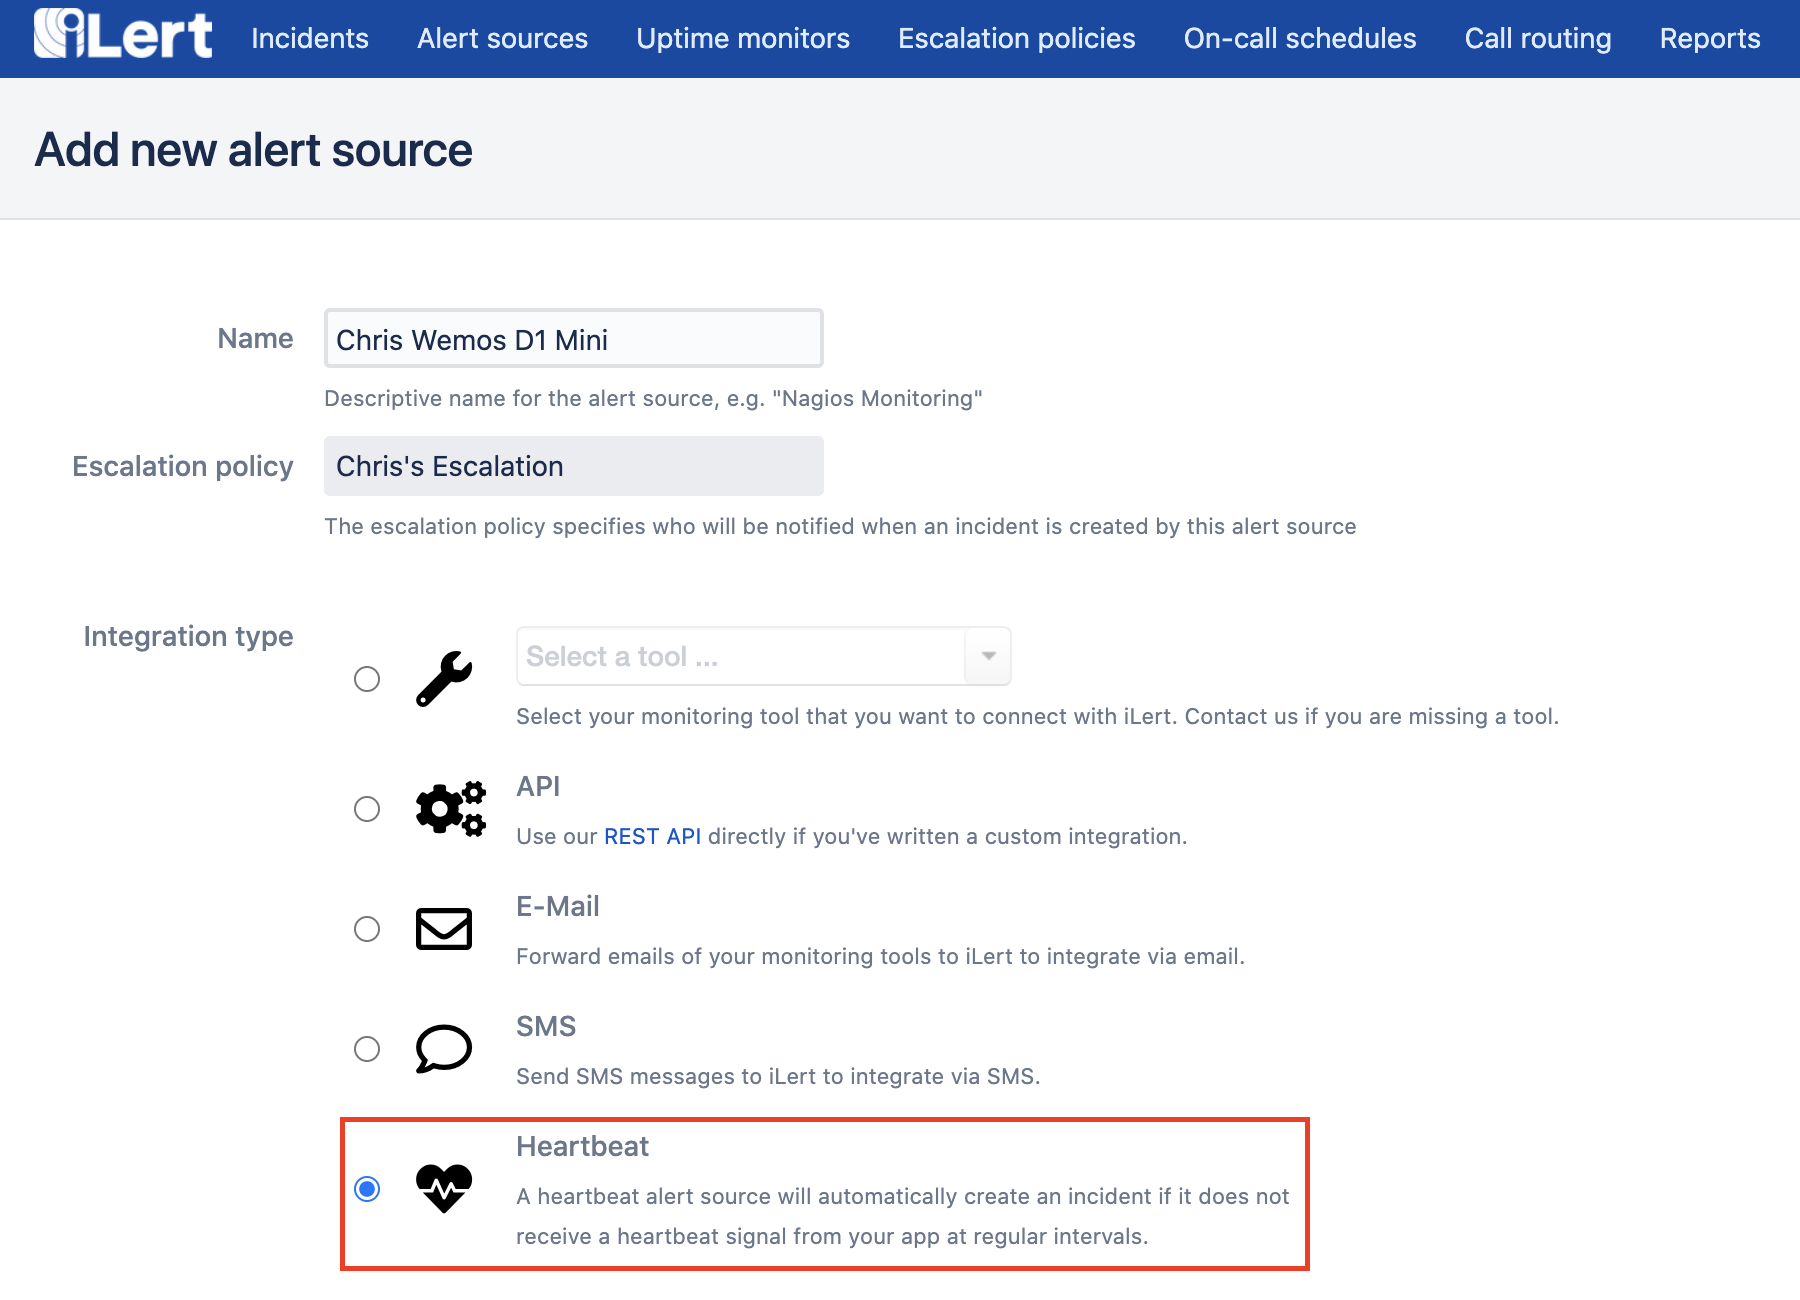 iLert Incidents Alert sources Uptime monitors Escalation policies On-call schedules Call routing Reports
Add new alert source
Name Chris Wemos D1 Mini
Descriptive name for the alert source, e.g. "Nagios Monitoring"
Escalation policy Chris's Escalation
The escalation policy specifies who will be notified when an incident is created by this alert source
Integration type
Select a tool ...
Select your monitoring tool that you want to connect with iLert. Contact us if you are missing a tool.
API
Use our REST API directly if you've written a custom integration.
E-Mail
Forward emails of your monitoring tools to iLert to integrate via email.
SMS
Send SMS messages to iLert to integrate via SMS.
Heartbeat
A heartbeat alert source will automatically create an incident if it does not
receive a heartbeat signal from your app at regular intervals.